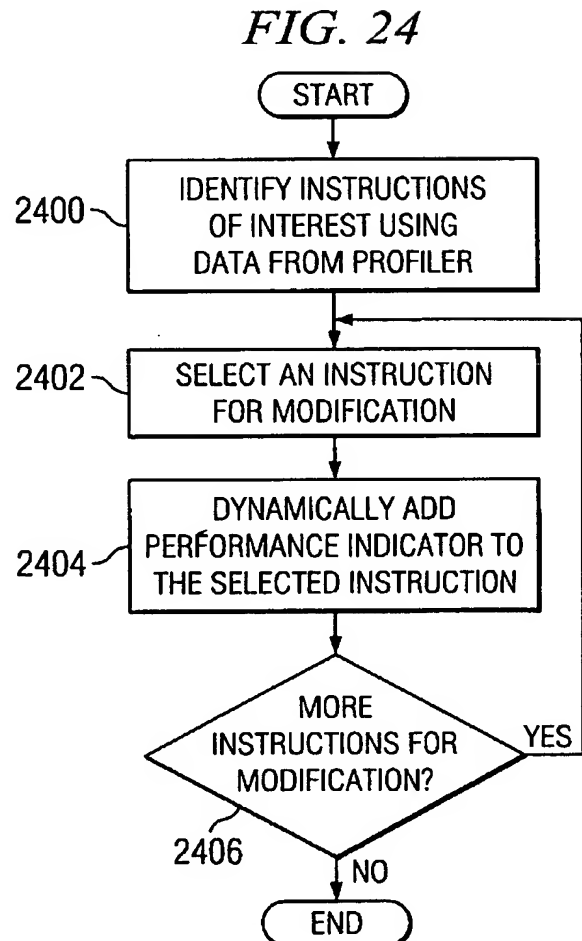 FIG. 24
START
2400
IDENTIFY INSTRUCTIONS
OF INTEREST USING
DATA FROM PROFILER
2402
SELECT AN INSTRUCTION
FOR MODIFICATION
2404
DYNAMICALLY ADD
PERFORMANCE INDICATOR TO
THE SELECTED INSTRUCTION
MORE
INSTRUCTIONS FOR
MODIFICATION?
YES
2406
NO
END